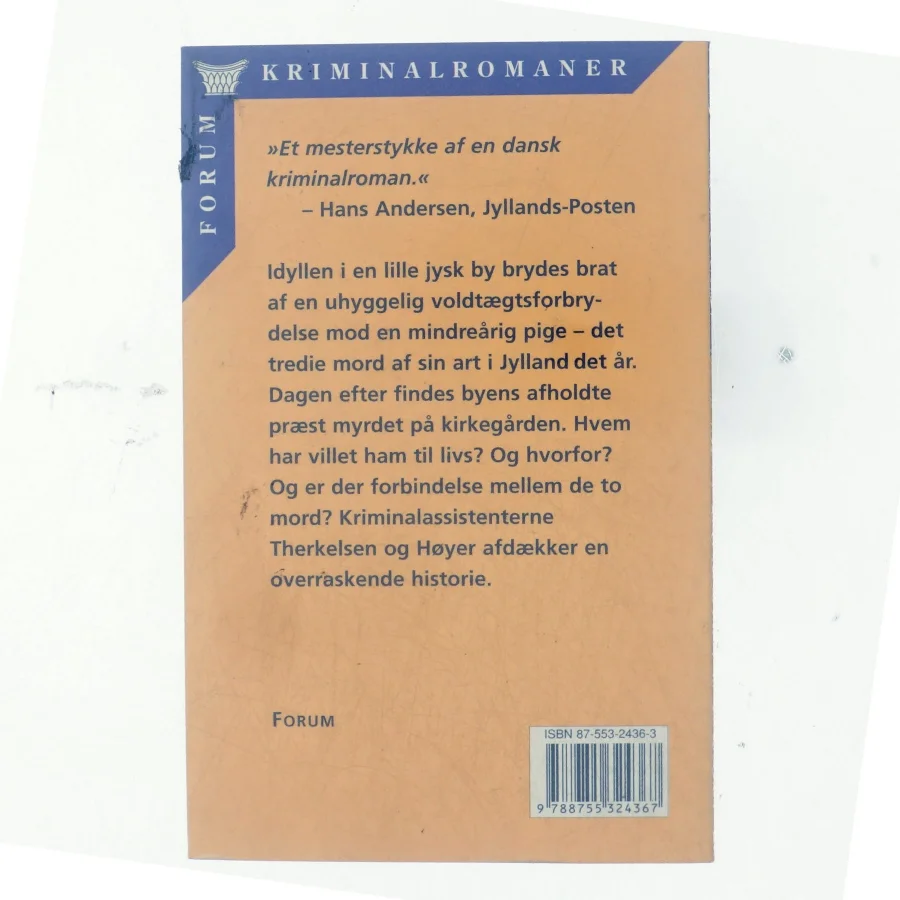 KRIMINALROMANER
FORUM
»Et mesterstykke af en dansk
kriminalroman.«
– Hans Andersen, Jyllands-Posten
Idyllen i en lille jysk by brydes brat
af en uhyggelig voldtægtsforbry-
delse mod en mindreårig pige – det
tredie mord af sin art i Jylland det år.
Dagen efter findes byens afholdte
præst myrdet på kirkegården. Hvem
har villet ham til livs? Og hvorfor?
Og er der forbindelse mellem de to
mord? Kriminalassistenterne
Therkelsen og Høyer afdækker en
overraskende historie.
FORUM
ISBN 87-553-2436-3
9 788755 324367